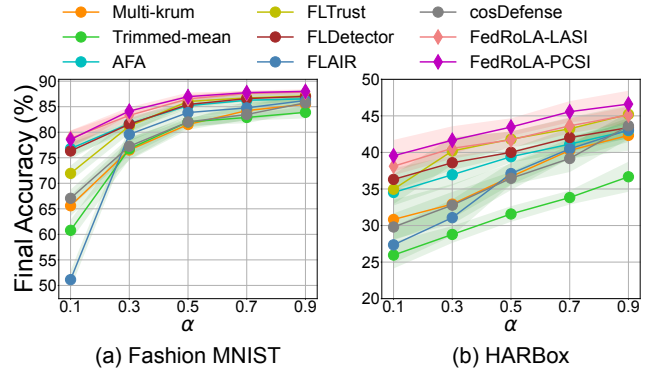 Multi-krum
FLTrust
cosDefense
Trimmed-mean
FLDetector
FedRoLA-LASI
AFA
FLAIR
FedRoLA-PCSI
Final Accuracy (%)
90
85
80
75
70
65
60
55
50
0.1 0.3 0.5 0.7 0.9
α
(a) Fashion MNIST
50
45
40
35
30
25
20
0.1 0.3 0.5 0.7 0.9
α
(b) HARBox